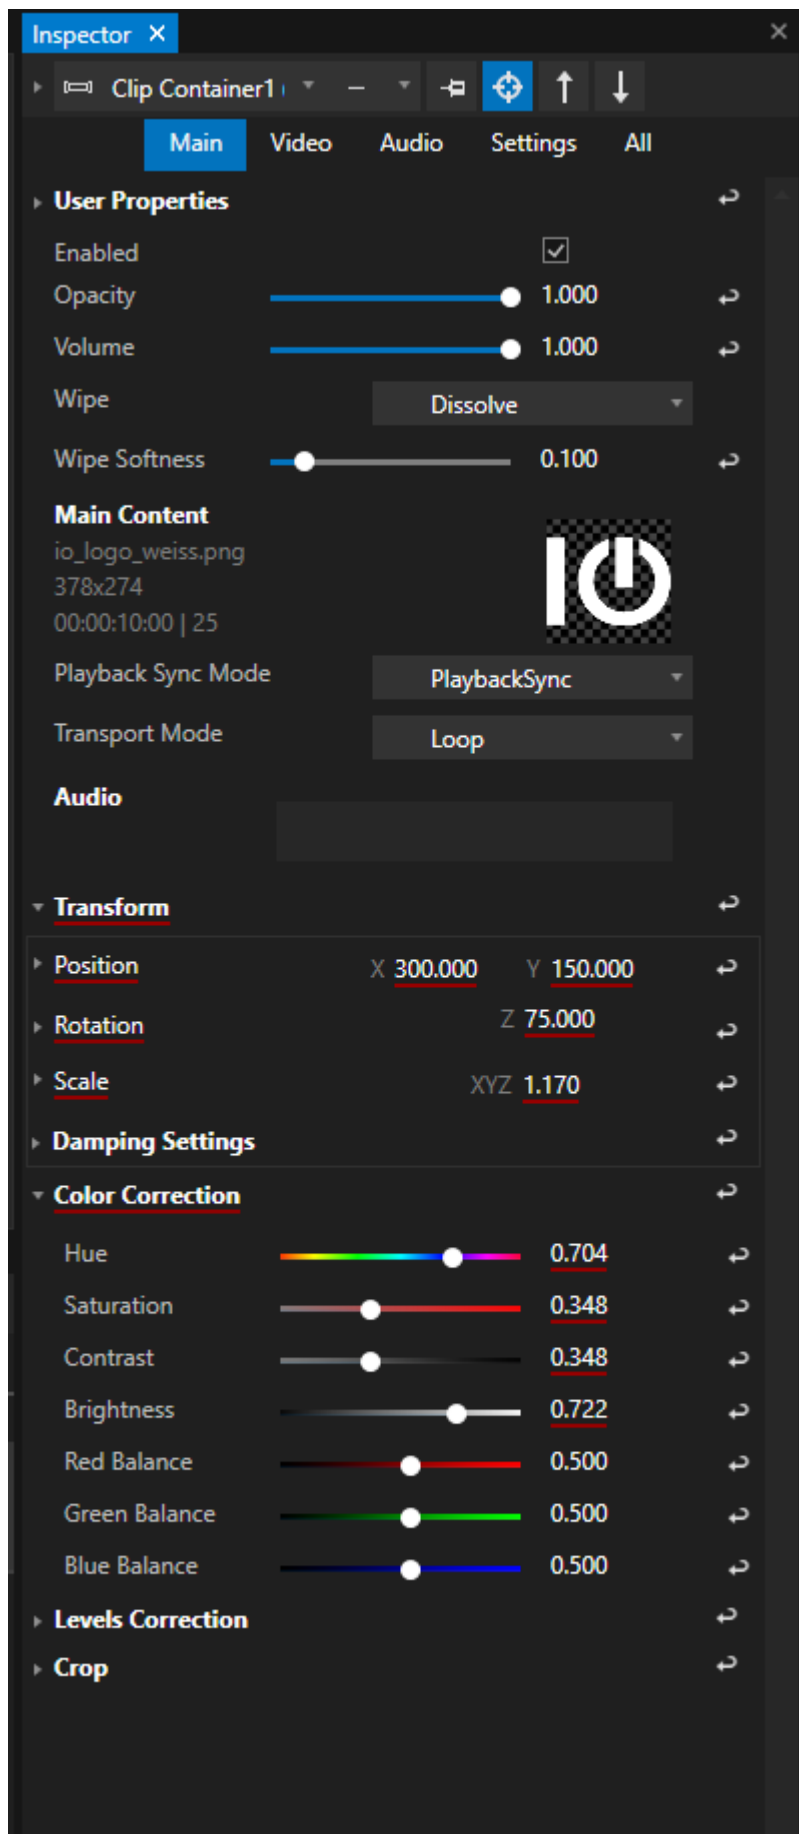 Inspector
Clip Container1
Main Video Audio Settings All
User Properties
Enabled
Opacity 1.000
Volume 1.000
Wipe Dissolve
Wipe Softness 0.100
Main Content
io_logo_weiss.png
378x274
00:00:10:00 | 25
Playback Sync Mode PlaybackSync
Transport Mode Loop
Audio
Transform
Position X 300.000 Y 150.000
Rotation Z 75.000
Scale XYZ 1.170
Damping Settings
Color Correction
Hue 0.704
Saturation 0.348
Contrast 0.348
Brightness 0.722
Red Balance 0.500
Green Balance 0.500
Blue Balance 0.500
Levels Correction
Crop